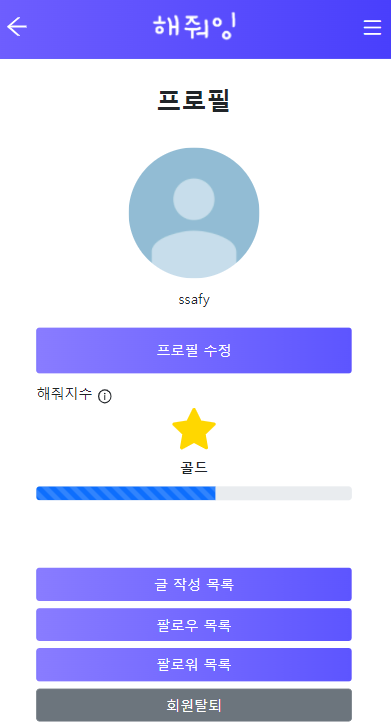 해줘잉
프로필
ssafy
프로필 수정
해줘지수
골드
글 작성 목록
팔로우 목록
팔로워 목록
회원탈퇴